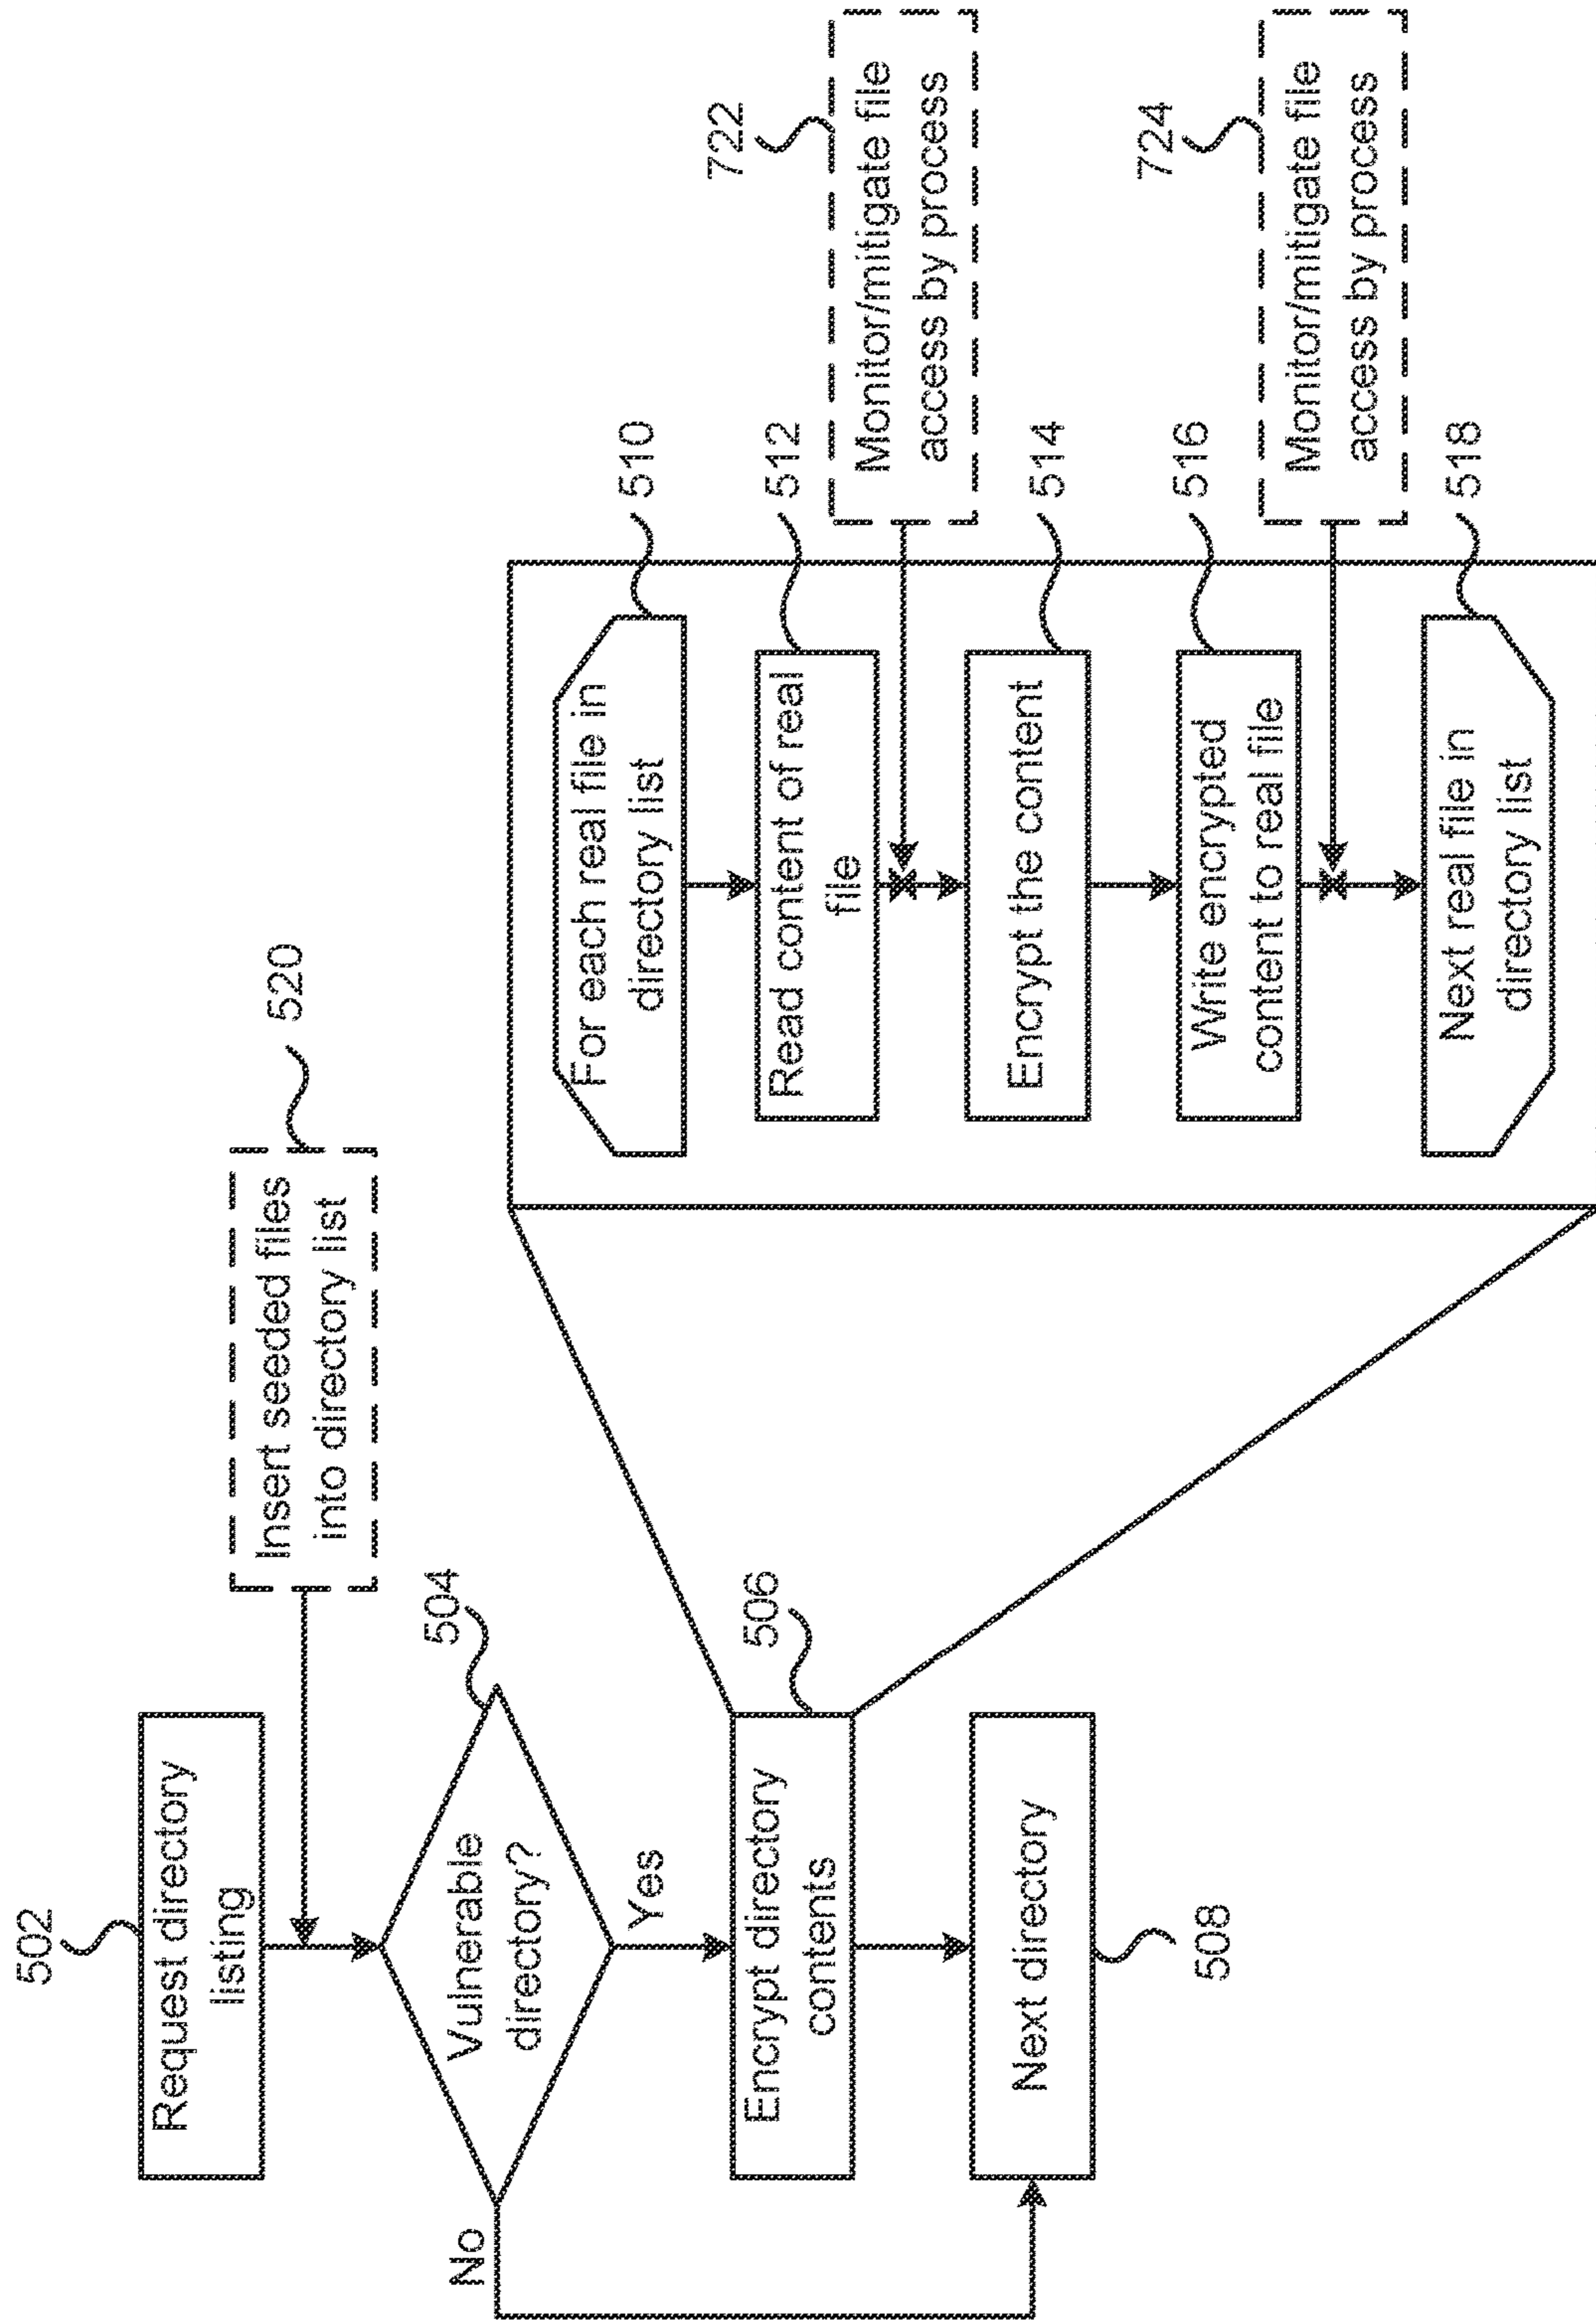 502
Request directory
listing
520
Insert seeded files
into directory list
504
Vulnerable
directory?
No
Yes
506
Encrypt directory
contents
Next directory
508
510
For each real file in
directory list
512
Read content of real
file
722
Monitor/mitigate file
access by process
514
Encrypt the content
516
Write encrypted
content to real file
724
Monitor/mitigate file
access by process
518
Next real file in
directory list